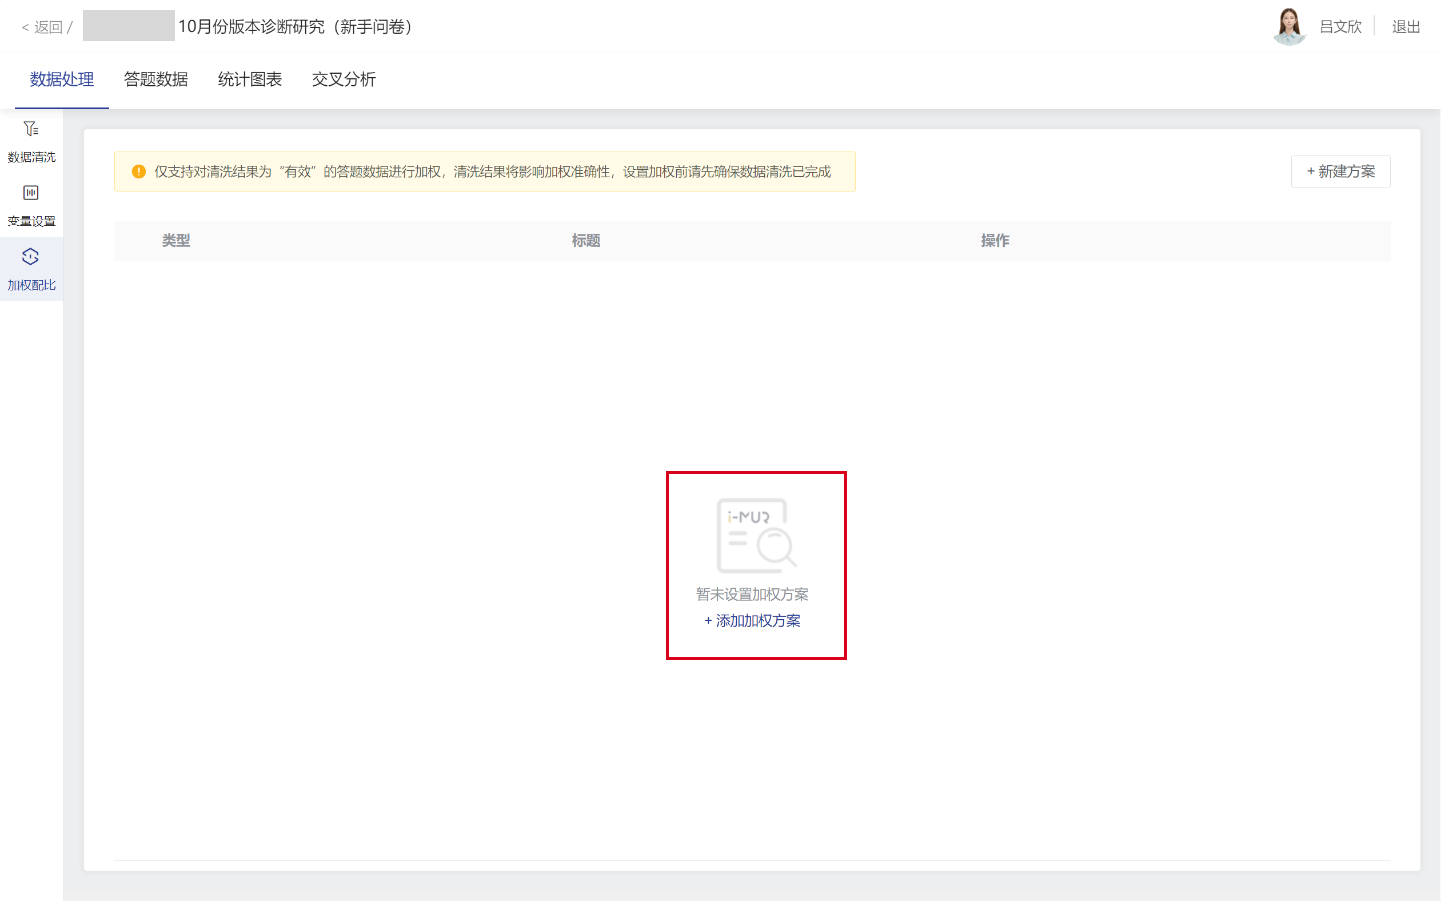 < 返回 / 10月份版本诊断研究（新手问卷）
吕文欣
退出
数据处理 答题数据 统计图表 交叉分析
数据清洗
变量设置
加权配比
仅支持对清洗结果为“有效”的答题数据进行加权，清洗结果将影响加权准确性，设置加权前请先确保数据清洗已完成
+ 新建方案
类型 标题 操作
i-MUR
暂未设置加权方案
+ 添加加权方案